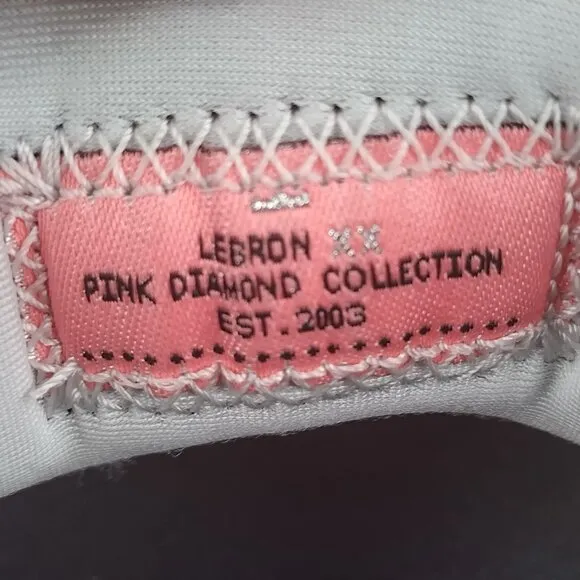 LEBRON XX
PINK DIAMOND COLLECTION
EST. 2003